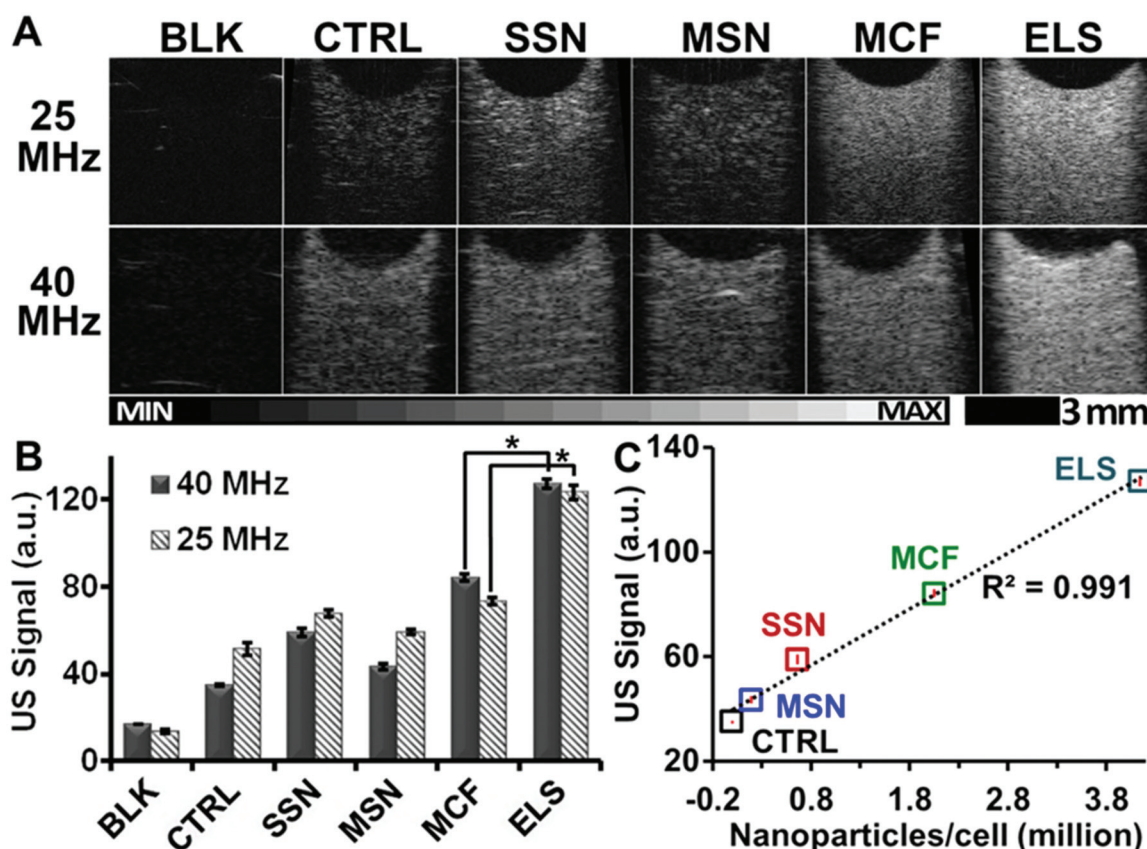 A
BLK CTRL SSN MSN MCF ELS
25
MHz
40
MHz
MIN MAX 3 mm
B
US Signal (a.u.)
120
80
40
0
40 MHz
25 MHz
* *
BLK CTRL SSN MSN MCF ELS
C
US Signal (a.u.)
140
100
59
20
ELS
MCF
R² = 0.991
SSN
MSN
CTRL
-0.2 0.8 1.8 2.8 3.8
Nanoparticles/cell (million)